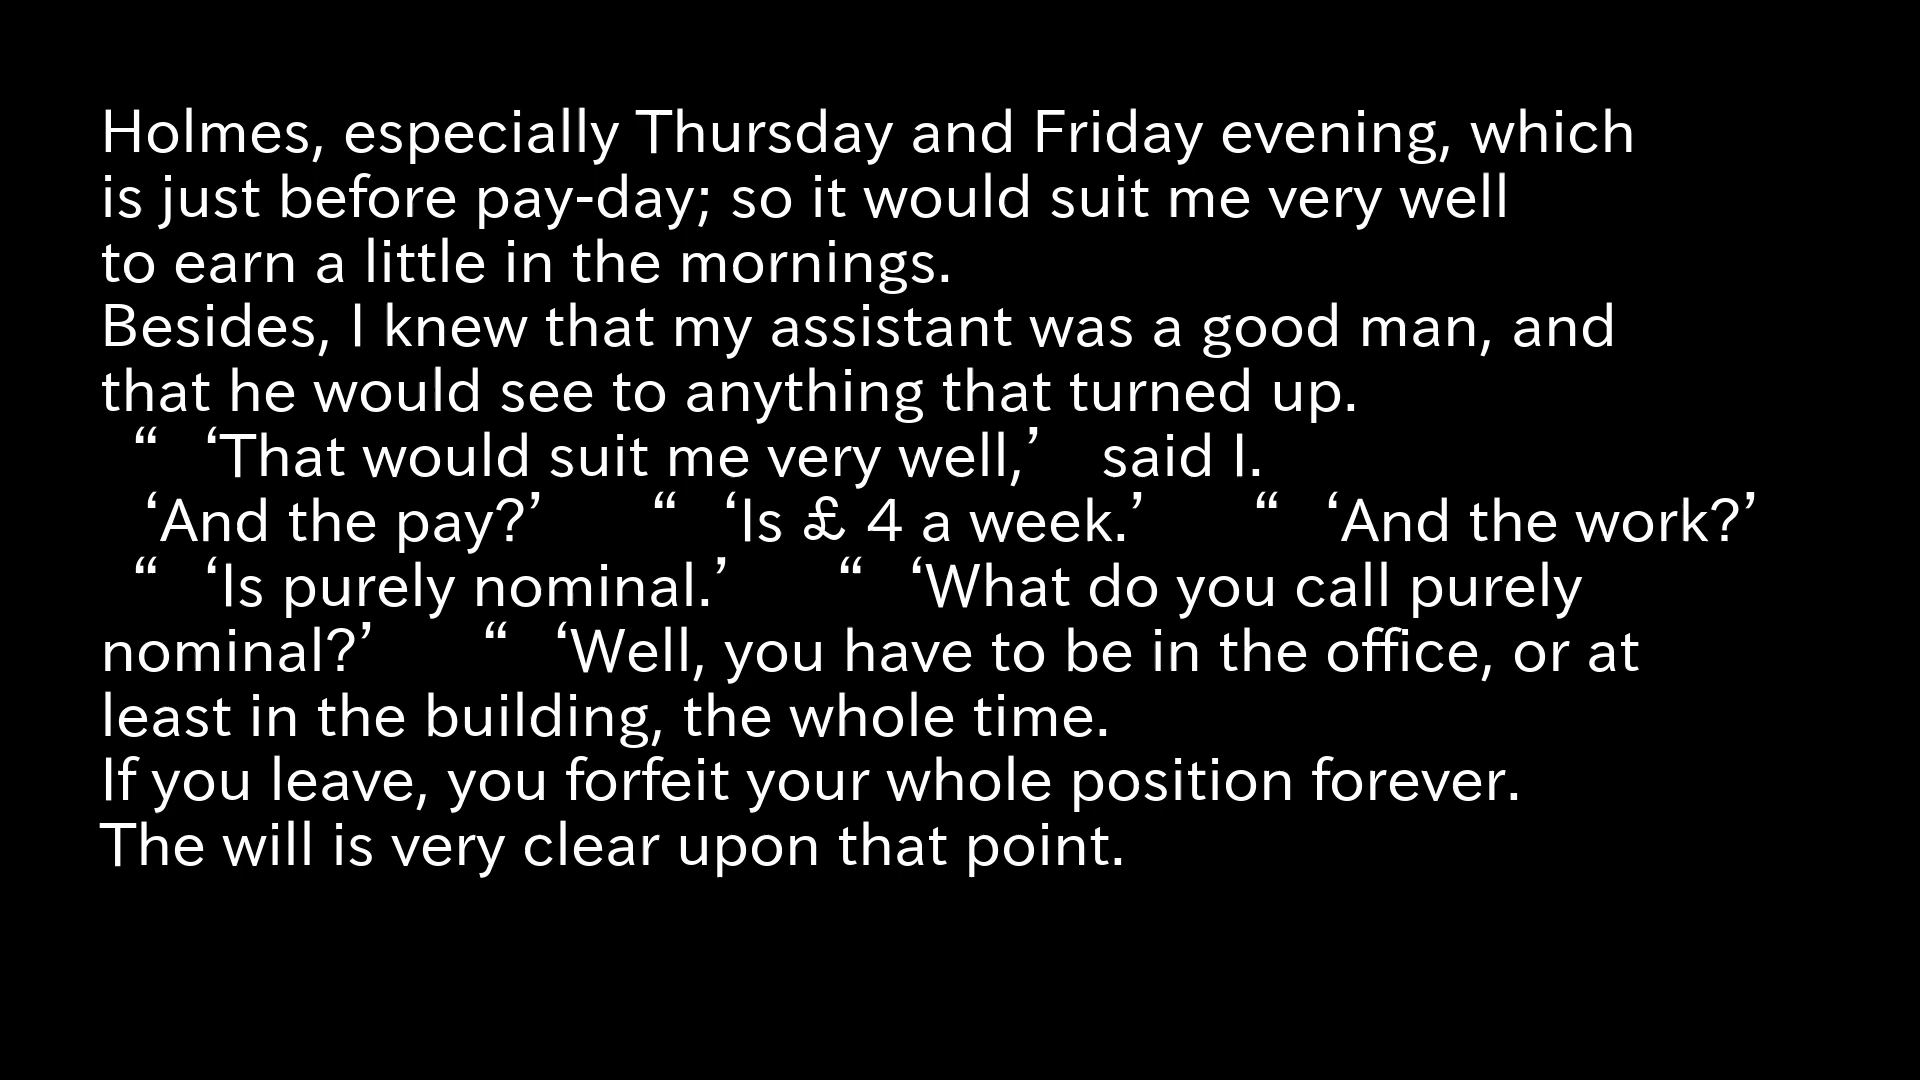 Holmes, especially Thursday and Friday evening, which
is just before pay-day; so it would suit me very well
to earn a little in the mornings.
Besides, I knew that my assistant was a good man, and
that he would see to anything that turned up.
“ ‘That would suit me very well,’ said I.
‘And the pay?’ “ ‘Is £ 4 a week.’ “ ‘And the work?’
“ ‘Is purely nominal.’ “ ‘What do you call purely
nominal?’ “ ‘Well, you have to be in the office, or at
least in the building, the whole time.
If you leave, you forfeit your whole position forever.
The will is very clear upon that point.